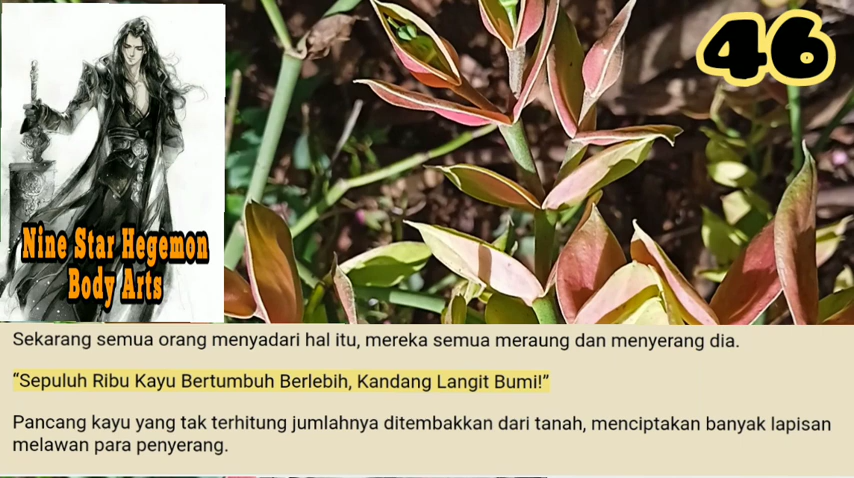 46
Nine Star Hegemon
Body Arts
Sekarang semua orang menyadari hal itu, mereka semua meraung dan menyerang dia.
“Sepuluh Ribu Kayu Bertumbuh Berlebih, Kandang Langit Bumi!”
Pancang kayu yang tak terhitung jumlahnya ditembakkan dari tanah, menciptakan banyak lapisan
melawan para penyerang.